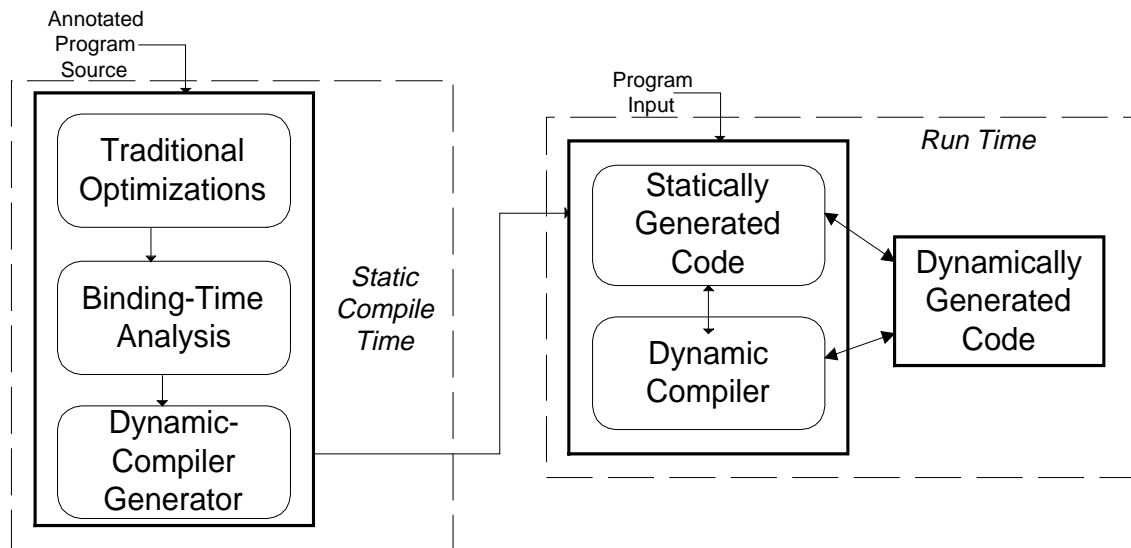 Annotated
Program
Source
Traditional
Optimizations
Binding-Time
Analysis
Dynamic-
Compiler
Generator
Static
Compile
Time
Program
Input
Run Time
Statically
Generated
Code
Dynamic
Compiler
Dynamically
Generated
Code